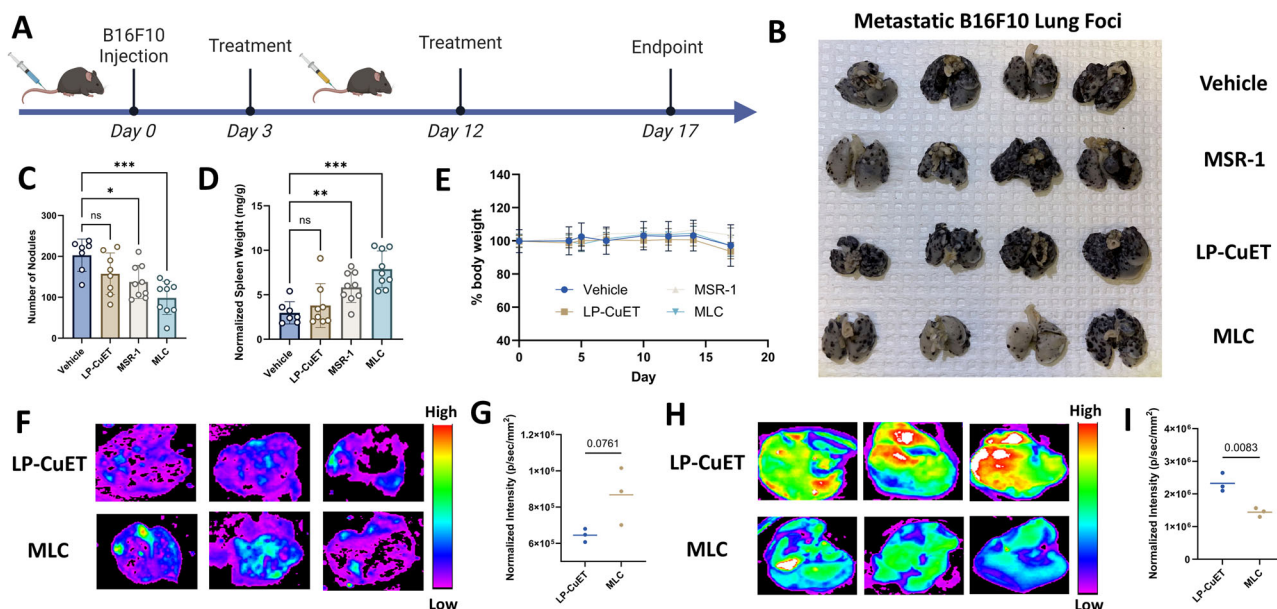 A
B16F10
Injection
Treatment
Treatment
Endpoint
Day 0
Day 3
Day 12
Day 17
B
Metastatic B16F10 Lung Foci
Vehicle
MSR-1
LP-CuET
MLC
C
***
*
ns
Number of Nodules
300
200
100
0
Vehicle
LP-CuET
MSR-1
MLC
D
***
**
ns
Normalized Spleen Weight (mg/g)
15
10
5
0
Vehicle
LP-CuET
MSR-1
MLC
E
% body weight
140
120
100
80
60
40
0
5
10
15
20
Day
Vehicle
MSR-1
LP-CuET
MLC
F
LP-CuET
MLC
High
Low
G
Normalized Intensity (p/sec/mm²)
0.0761
1.2×10⁶
1×10⁶
8×10⁵
6×10⁵
LP-CuET
MLC
H
LP-CuET
MLC
High
Low
I
Normalized Intensity (p/sec/mm²)
0.0083
4×10⁶
3×10⁶
2×10⁶
1×10⁶
0
LP-CuET
MLC